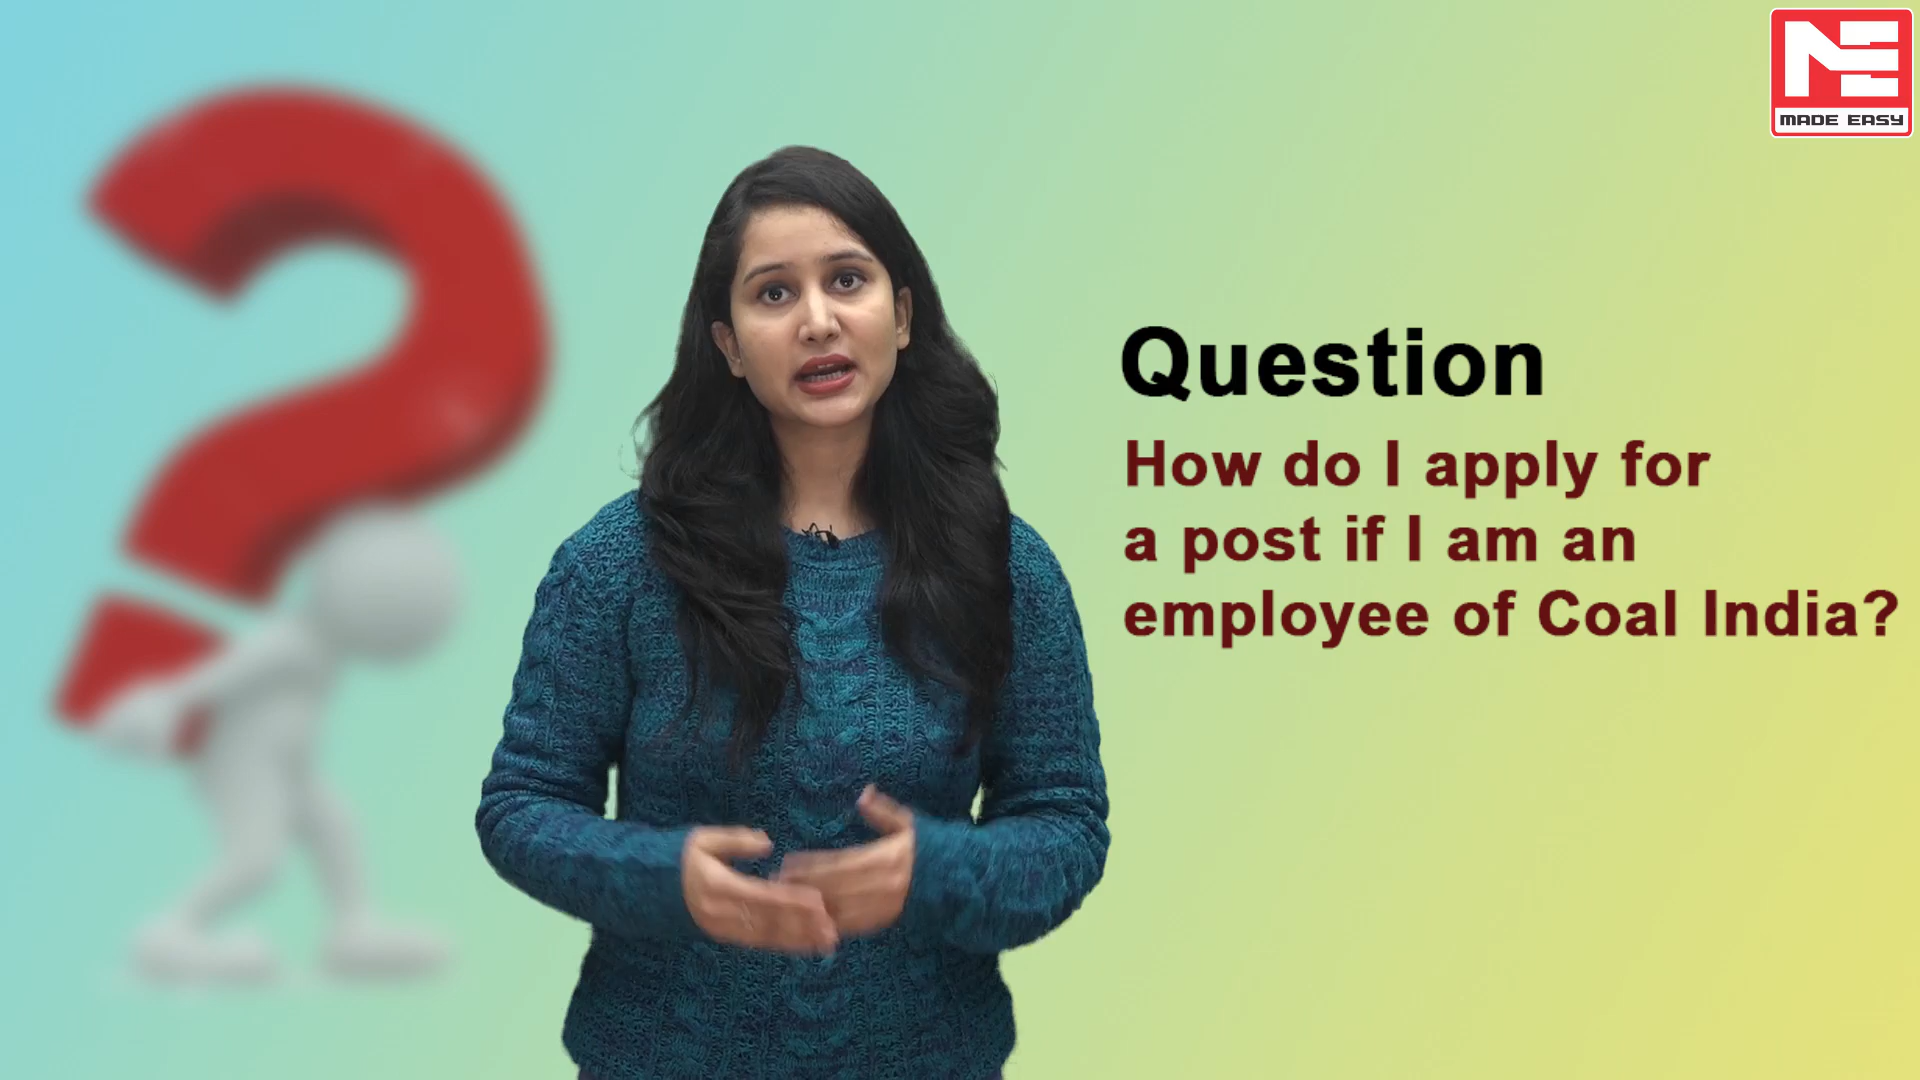 MADE EASY
Question
How do I apply for
a post if I am an
employee of Coal India?